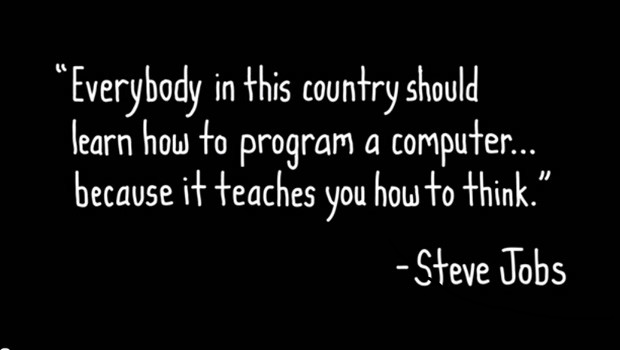 “Everybody in this country should
learn how to program a computer...
because it teaches you how to think.”
-Steve Jobs